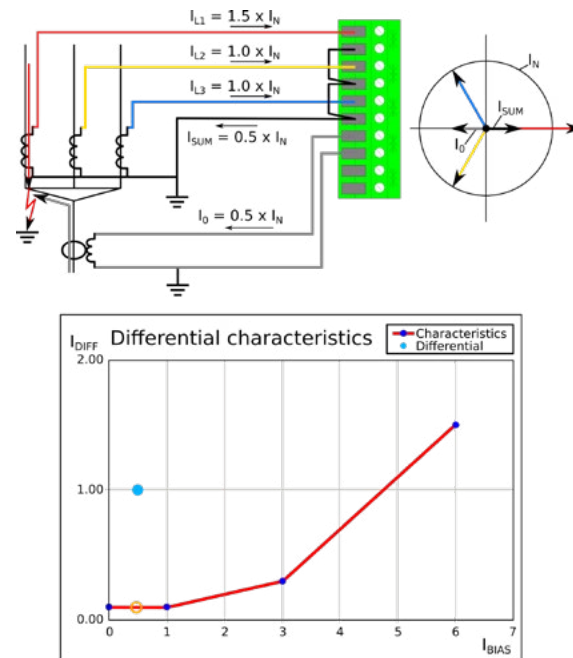 I_L1 = 1.5 x I_N
I_L2 = 1.0 x I_N
I_L3 = 1.0 x I_N
I_SUM = 0.5 x I_N
I_0 = 0.5 x I_N
I_N
I_SUM
I_0
I_DIFF
Differential characteristics
Characteristics
Differential
2.00
1.00
0.00
0 1 2 3 4 5 6 7
I_BIAS